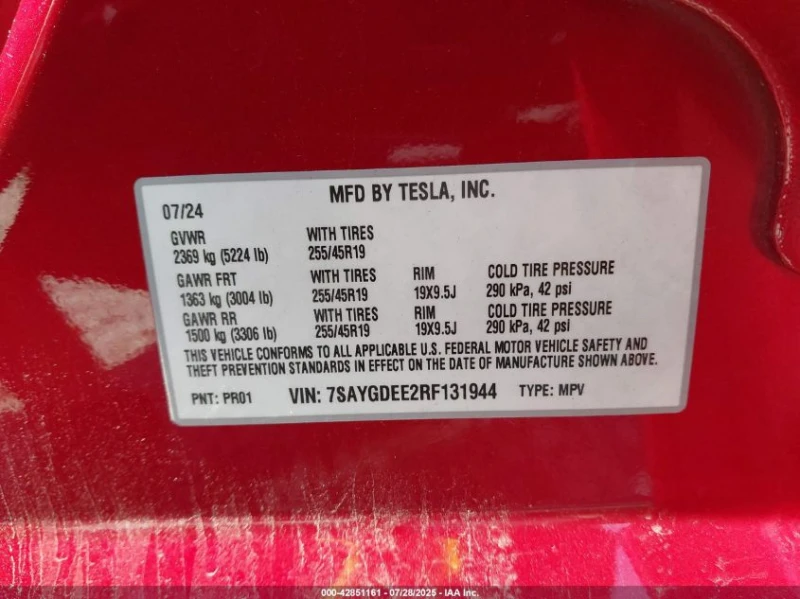 MFD BY TESLA, INC.
07/24
GVWR WITH TIRES
2369 kg (5224 lb) 255/45R19
GAWR FRT WITH TIRES RIM COLD TIRE PRESSURE
1363 kg (3004 lb) 255/45R19 19X9.5J 290 kPa, 42 psi
GAWR RR WITH TIRES RIM COLD TIRE PRESSURE
1500 kg (3306 lb) 255/45R19 19X9.5J 290 kPa, 42 psi
THIS VEHICLE CONFORMS TO ALL APPLICABLE U.S. FEDERAL MOTOR VEHICLE SAFETY AND
THEFT PREVENTION STANDARDS IN EFFECT ON THE DATE OF MANUFACTURE SHOWN ABOVE.
PNT: PR01 VIN: 7SAYGDEE2RF131944 TYPE: MPV
000-42851161 - 07/28/2025 - IAA Inc.